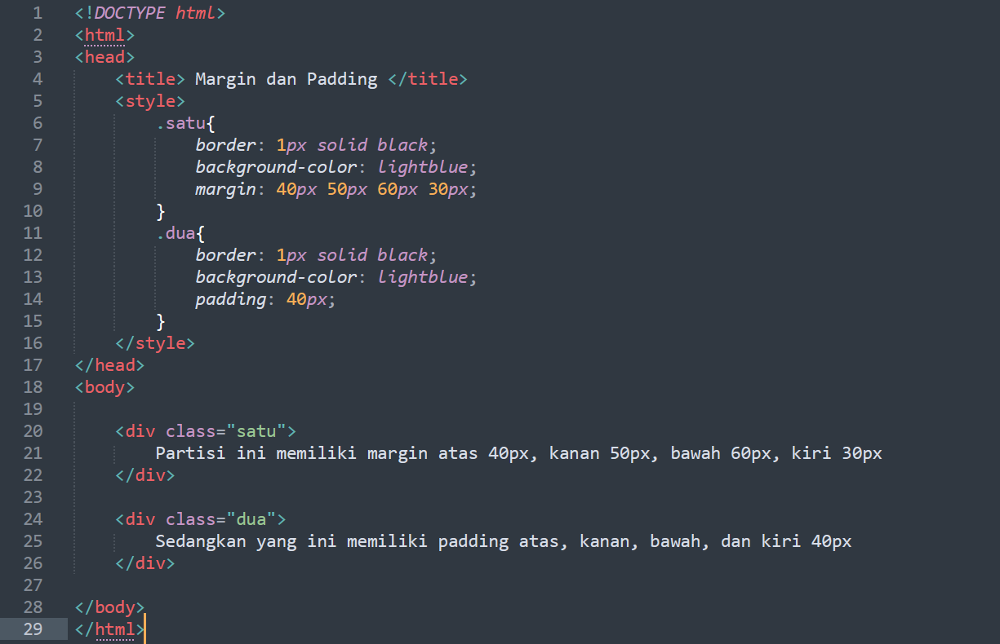 1 <!DOCTYPE html>
2 <html>
3 <head>
4     <title> Margin dan Padding </title>
5     <style>
6         .satu{
7             border: 1px solid black;
8             background-color: lightblue;
9             margin: 40px 50px 60px 30px;
10         }
11         .dua{
12             border: 1px solid black;
13             background-color: lightblue;
14             padding: 40px;
15         }
16     </style>
17 </head>
18 <body>
19
20     <div class="satu">
21         Partisi ini memiliki margin atas 40px, kanan 50px, bawah 60px, kiri 30px
22     </div>
23
24     <div class="dua">
25         Sedangkan yang ini memiliki padding atas, kanan, bawah, dan kiri 40px
26     </div>
27
28 </body>
29 </html>